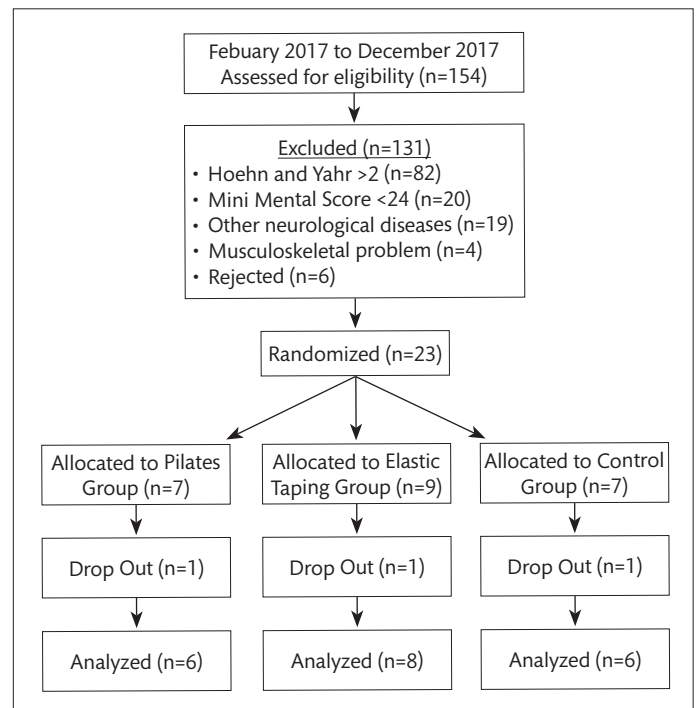 Febuary 2017 to December 2017
Assessed for eligibility (n=154)
Excluded (n=131)
• Hoehn and Yahr >2 (n=82)
• Mini Mental Score <24 (n=20)
• Other neurological diseases (n=19)
• Musculoskeletal problem (n=4)
• Rejected (n=6)
Randomized (n=23)
Allocated to Pilates
Group (n=7)
Allocated to Elastic
Taping Group (n=9)
Allocated to Control
Group (n=7)
Drop Out (n=1)
Drop Out (n=1)
Drop Out (n=1)
Analyzed (n=6)
Analyzed (n=8)
Analyzed (n=6)